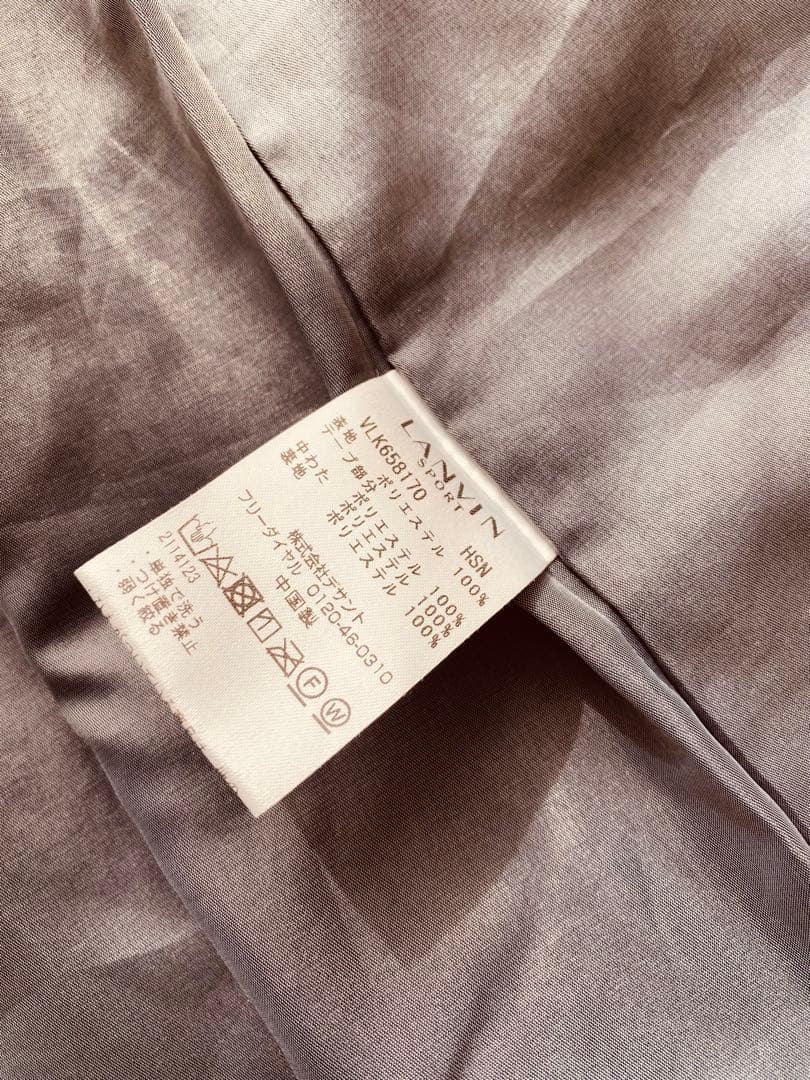 LANVIN
SPORT
VLK658170 HSN
表地 ポリエステル 100%
テープ部分 ポリエステル 100%
中わた ポリエステル 100%
裏地 ポリエステル 100%
株式会社デサント 中国製
フリーダイヤル 0120-46-0310
F W
2114123
・単独で洗う
・つけ置き禁止
・弱く絞る